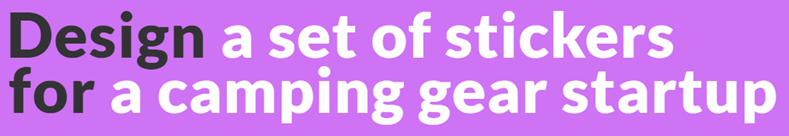 Design a set of stickers
for a camping gear startup